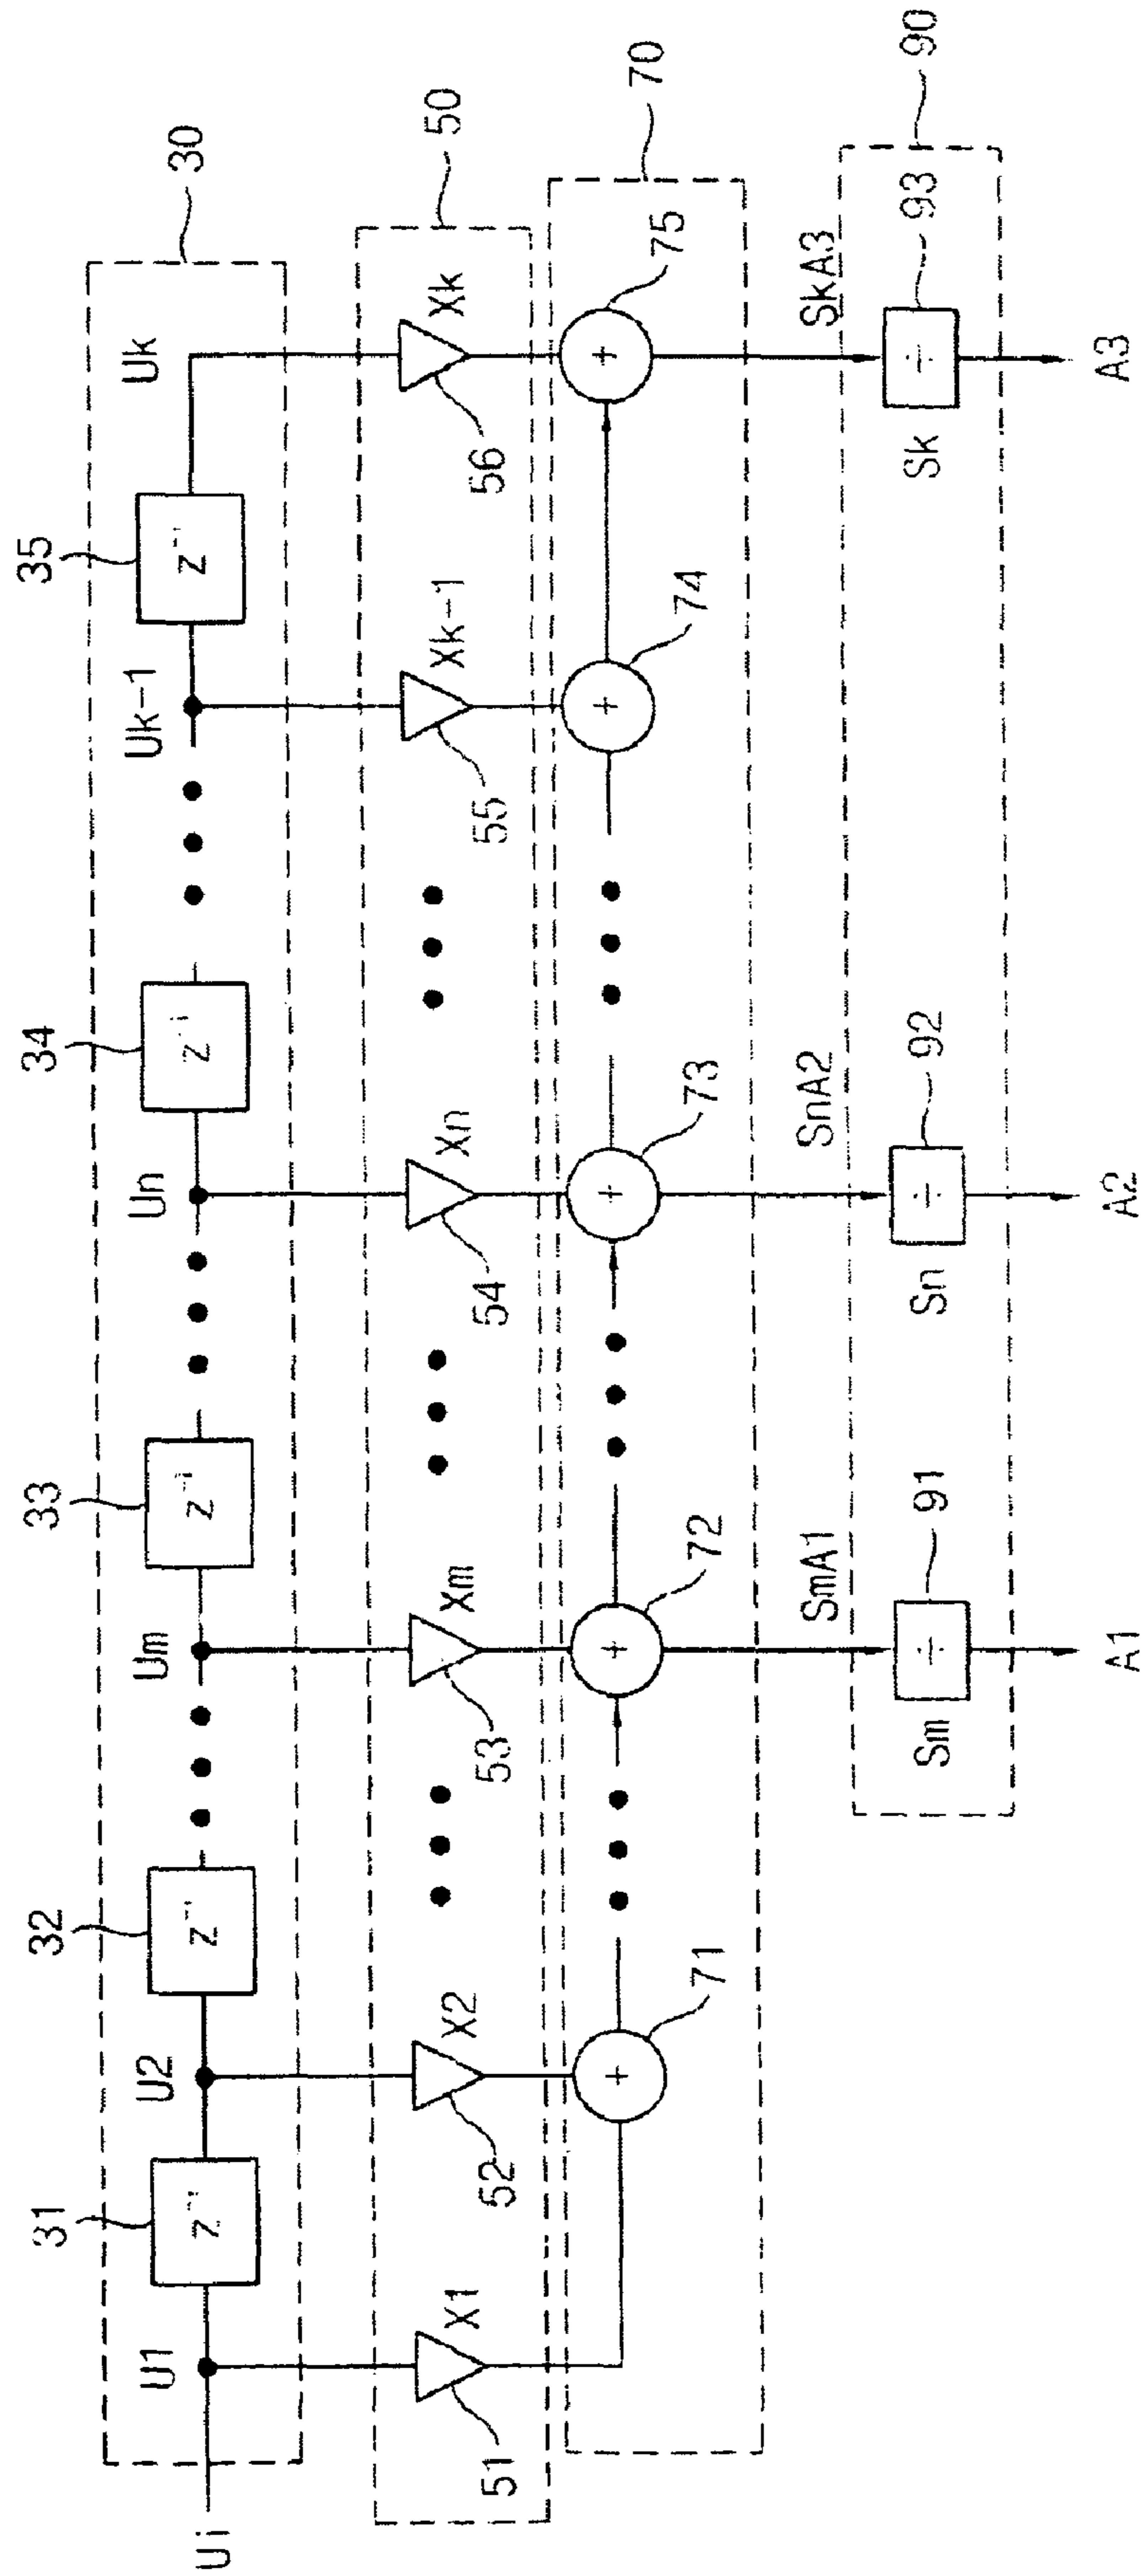 30
35
34
33
32
31
Uk
Uk-1
Un
Um
U2
U1
Ui
z⁻¹
z⁻¹
z⁻¹
z⁻¹
z⁻¹
50
Xk
Xk-1
Xn
Xm
X2
X1
56
55
54
53
52
51
70
75
74
73
72
71
+
+
+
+
+
SkA3
SnA2
SmA1
90
93
92
91
÷
÷
÷
Sk
Sn
Sm
A3
A2
A1